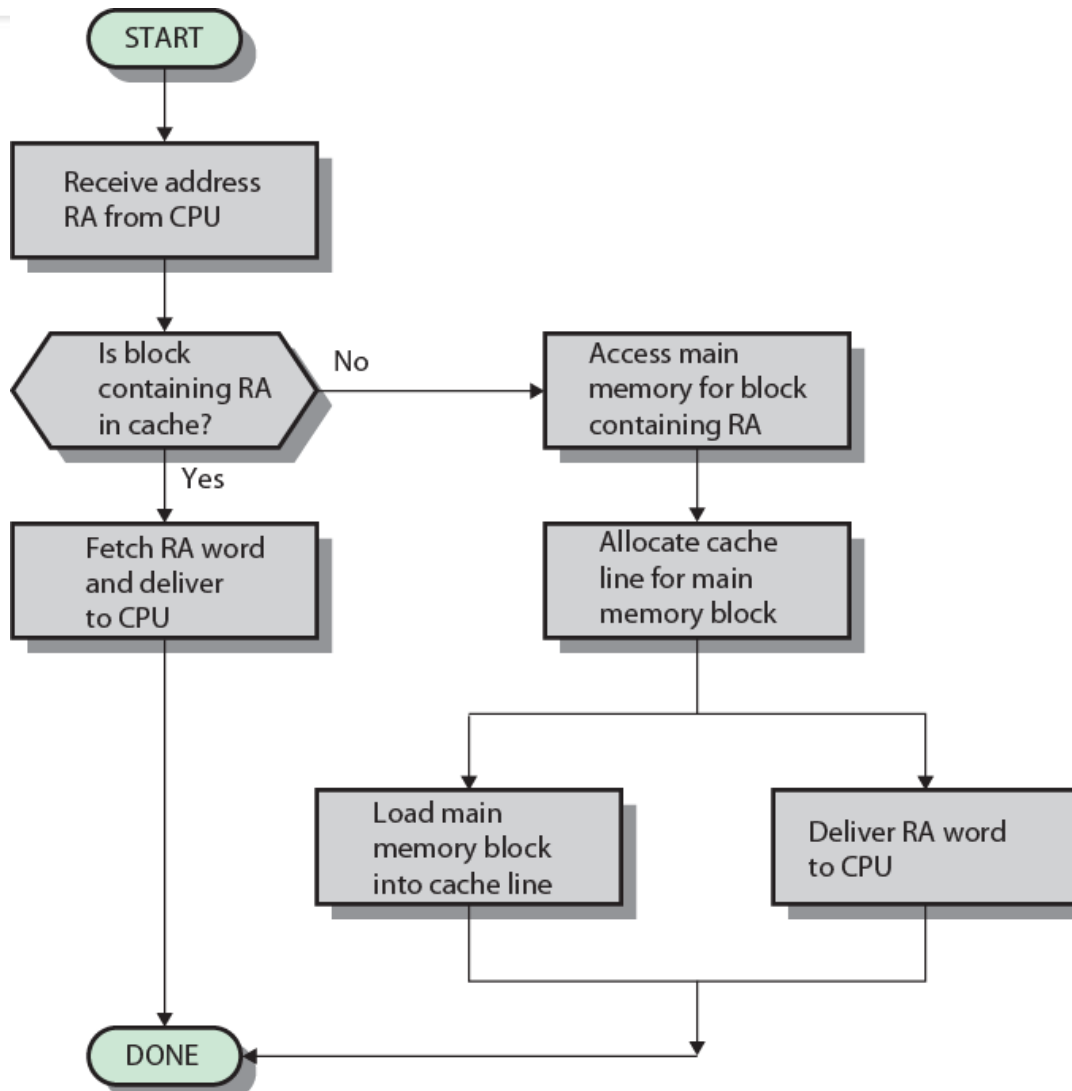 START
Receive address
RA from CPU
Is block
containing RA
in cache?
No
Access main
memory for block
containing RA
Yes
Fetch RA word
and deliver
to CPU
Allocate cache
line for main
memory block
Load main
memory block
into cache line
Deliver RA word
to CPU
DONE